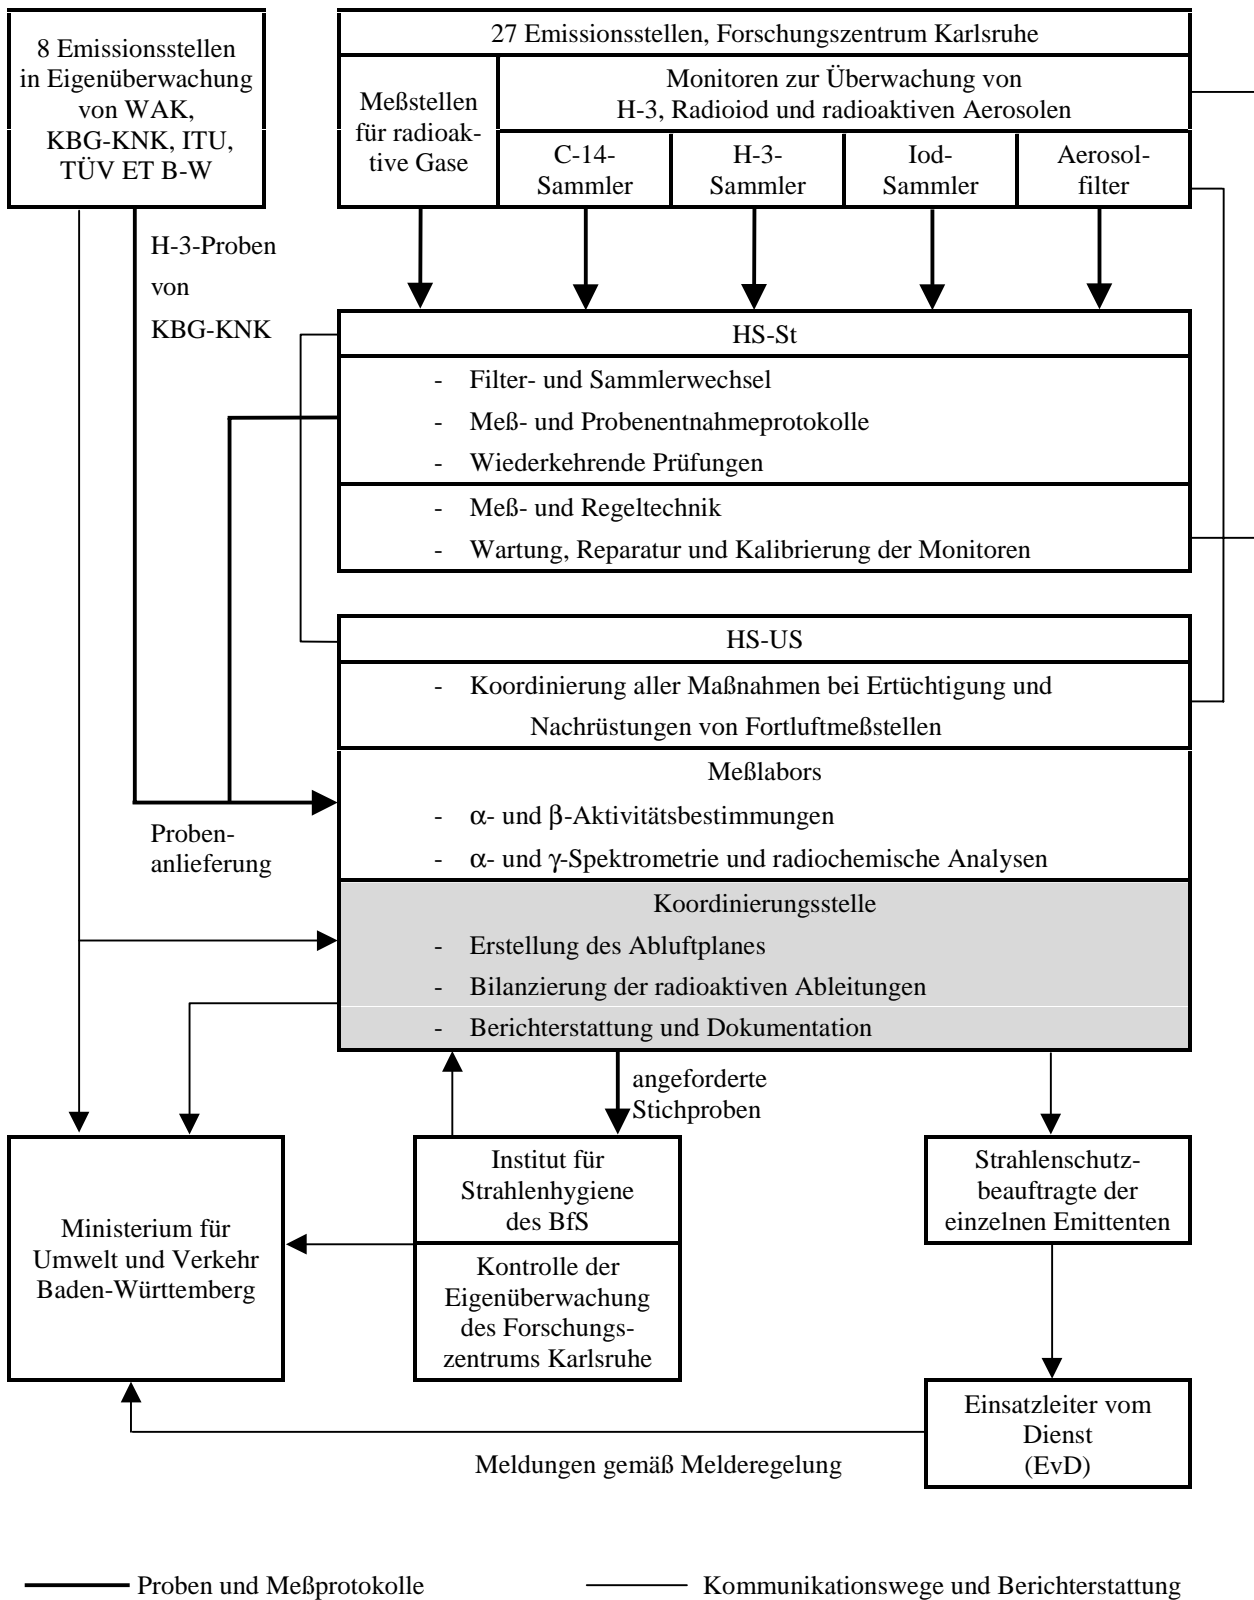 8 Emissionsstellen
in Eigenüberwachung
von WAK,
KBG-KNK, ITU,
TÜV ET B-W
27 Emissionsstellen, Forschungszentrum Karlsruhe
Meßstellen
für radioak-
tive Gase
Monitoren zur Überwachung von
H-3, Radioiod und radioaktiven Aerosolen
C-14-
Sammler
H-3-
Sammler
Iod-
Sammler
Aerosol-
filter
H-3-Proben
von
KBG-KNK
HS-St
- Filter- und Sammlerwechsel
- Meß- und Probenentnahmeprotokolle
- Wiederkehrende Prüfungen
- Meß- und Regeltechnik
- Wartung, Reparatur und Kalibrierung der Monitoren
HS-US
- Koordinierung aller Maßnahmen bei Ertüchtigung und
Nachrüstungen von Fortluftmeßstellen
Meßlabors
- α- und β-Aktivitätsbestimmungen
- α- und γ-Spektrometrie und radiochemische Analysen
Proben-
anlieferung
Koordinierungsstelle
- Erstellung des Abluftplanes
- Bilanzierung der radioaktiven Ableitungen
- Berichterstattung und Dokumentation
angeforderte
Stichproben
Ministerium für
Umwelt und Verkehr
Baden-Württemberg
Institut für
Strahlenhygiene
des BfS
Kontrolle der
Eigenüberwachung
des Forschungs-
zentrums Karlsruhe
Strahlenschutz-
beauftragte der
einzelnen Emittenten
Einsatzleiter vom
Dienst
(EvD)
Meldungen gemäß Melderegelung
Proben und Meßprotokolle
Kommunikationswege und Berichterstattung